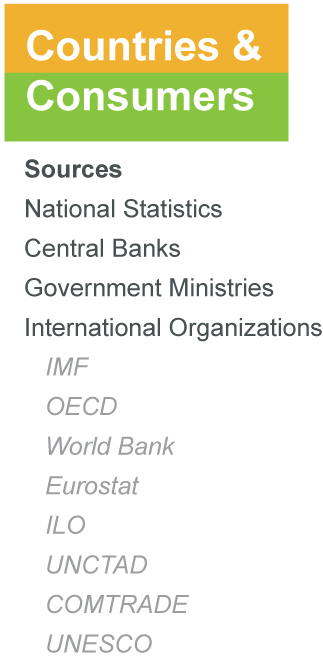 Countries &
Consumers
Sources
National Statistics
Central Banks
Government Ministries
International Organizations
IMF
OECD
World Bank
Eurostat
ILO
UNCTAD
COMTRADE
UNESCO